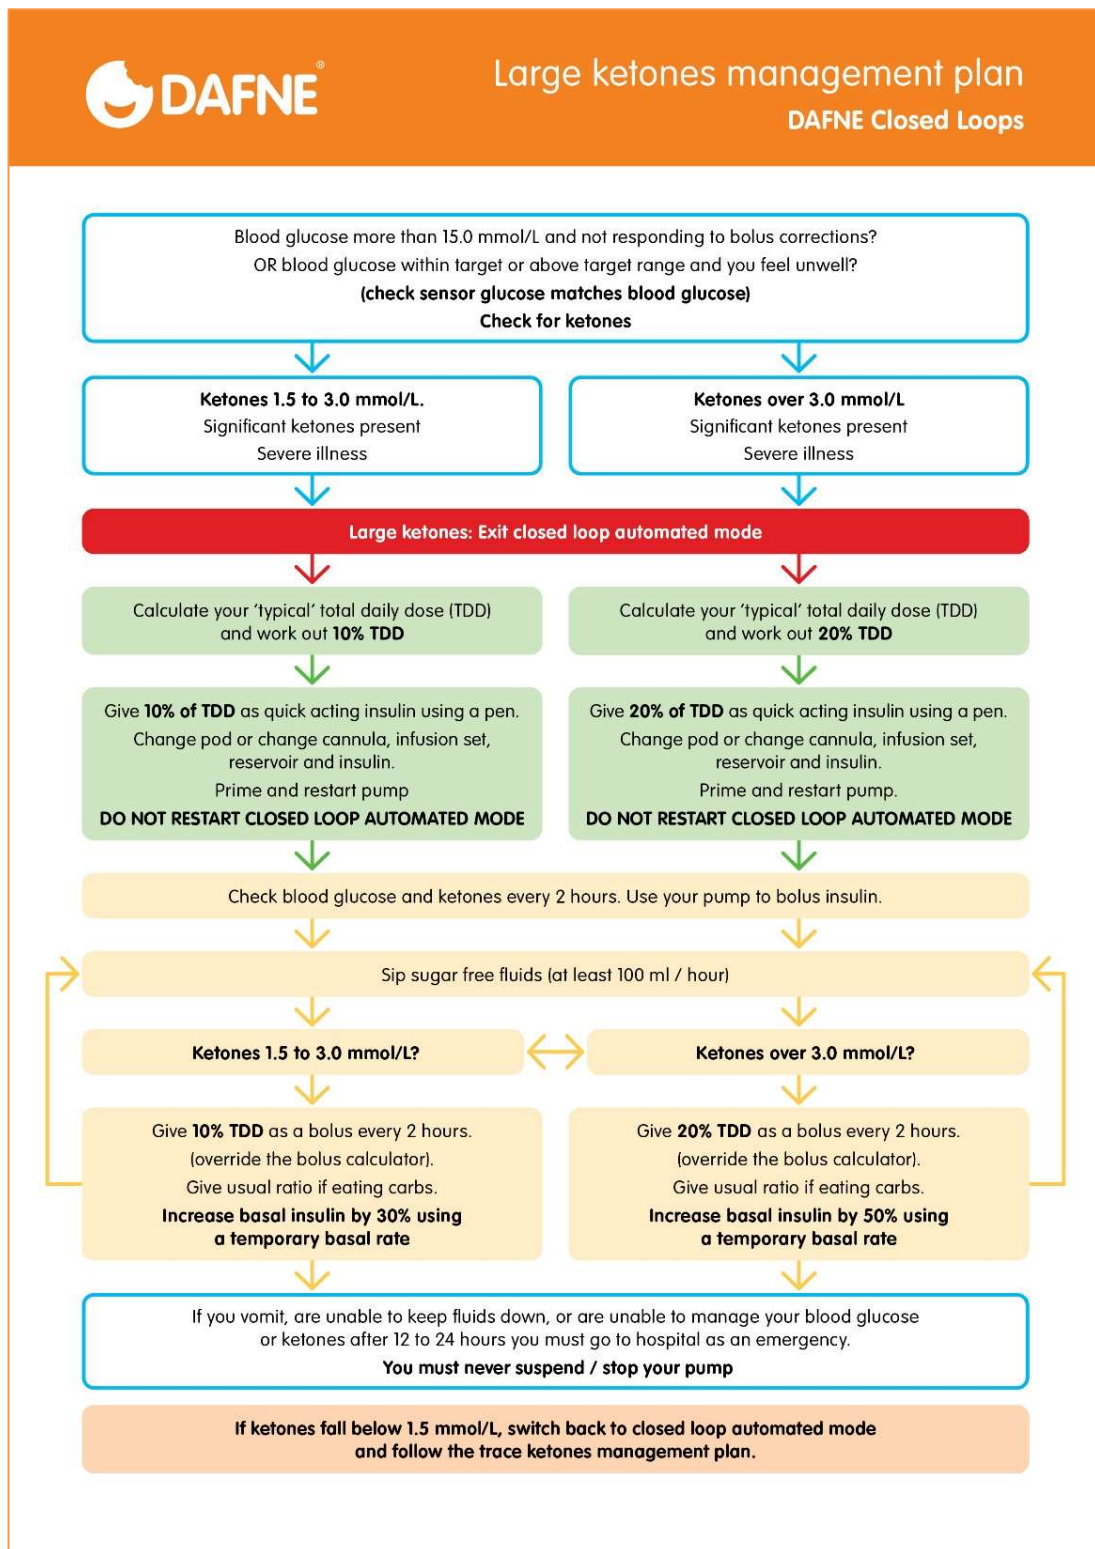 DAFNE®
Large ketones management plan
DAFNE Closed Loops
Blood glucose more than 15.0 mmol/L and not responding to bolus corrections?
OR blood glucose within target or above target range and you feel unwell?
(check sensor glucose matches blood glucose)
Check for ketones
Ketones 1.5 to 3.0 mmol/L.
Significant ketones present
Severe illness
Ketones over 3.0 mmol/L
Significant ketones present
Severe illness
Large ketones: Exit closed loop automated mode
Calculate your ‘typical’ total daily dose (TDD)
and work out 10% TDD
Calculate your ‘typical’ total daily dose (TDD)
and work out 20% TDD
Give 10% of TDD as quick acting insulin using a pen.
Change pod or change cannula, infusion set,
reservoir and insulin.
Prime and restart pump
DO NOT RESTART CLOSED LOOP AUTOMATED MODE
Give 20% of TDD as quick acting insulin using a pen.
Change pod or change cannula, infusion set,
reservoir and insulin.
Prime and restart pump.
DO NOT RESTART CLOSED LOOP AUTOMATED MODE
Check blood glucose and ketones every 2 hours. Use your pump to bolus insulin.
Sip sugar free fluids (at least 100 ml / hour)
Ketones 1.5 to 3.0 mmol/L?
Ketones over 3.0 mmol/L?
Give 10% TDD as a bolus every 2 hours.
(override the bolus calculator).
Give usual ratio if eating carbs.
Increase basal insulin by 30% using
a temporary basal rate
Give 20% TDD as a bolus every 2 hours.
(override the bolus calculator).
Give usual ratio if eating carbs.
Increase basal insulin by 50% using
a temporary basal rate
If you vomit, are unable to keep fluids down, or are unable to manage your blood glucose
or ketones after 12 to 24 hours you must go to hospital as an emergency.
You must never suspend / stop your pump
If ketones fall below 1.5 mmol/L, switch back to closed loop automated mode
and follow the trace ketones management plan.